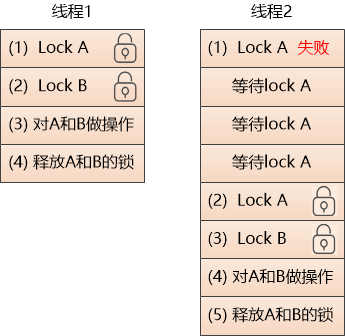 线程1
(1) Lock A
(2) Lock B
(3) 对A和B做操作
(4) 释放A和B的锁
线程2
(1) Lock A 失败
等待lock A
等待lock A
等待lock A
(2) Lock A
(3) Lock B
(4) 对A和B做操作
(5) 释放A和B的锁